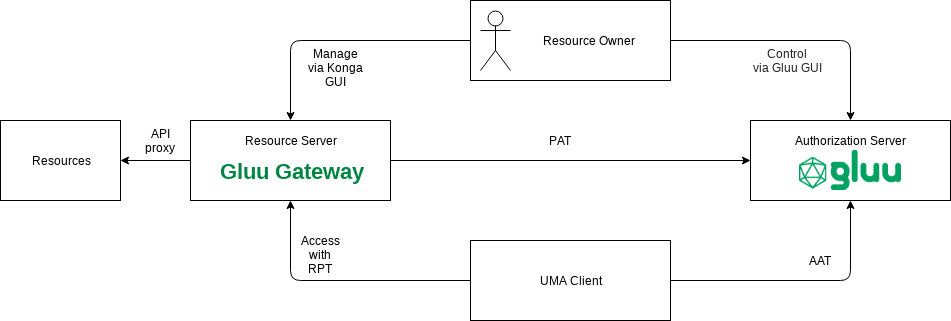 Resource Owner
Manage
via Konga
GUI
Control
via Gluu GUI
Resources
API
proxy
Resource Server
Gluu Gateway
PAT
Authorization Server
gluu
Access
with
RPT
UMA Client
AAT